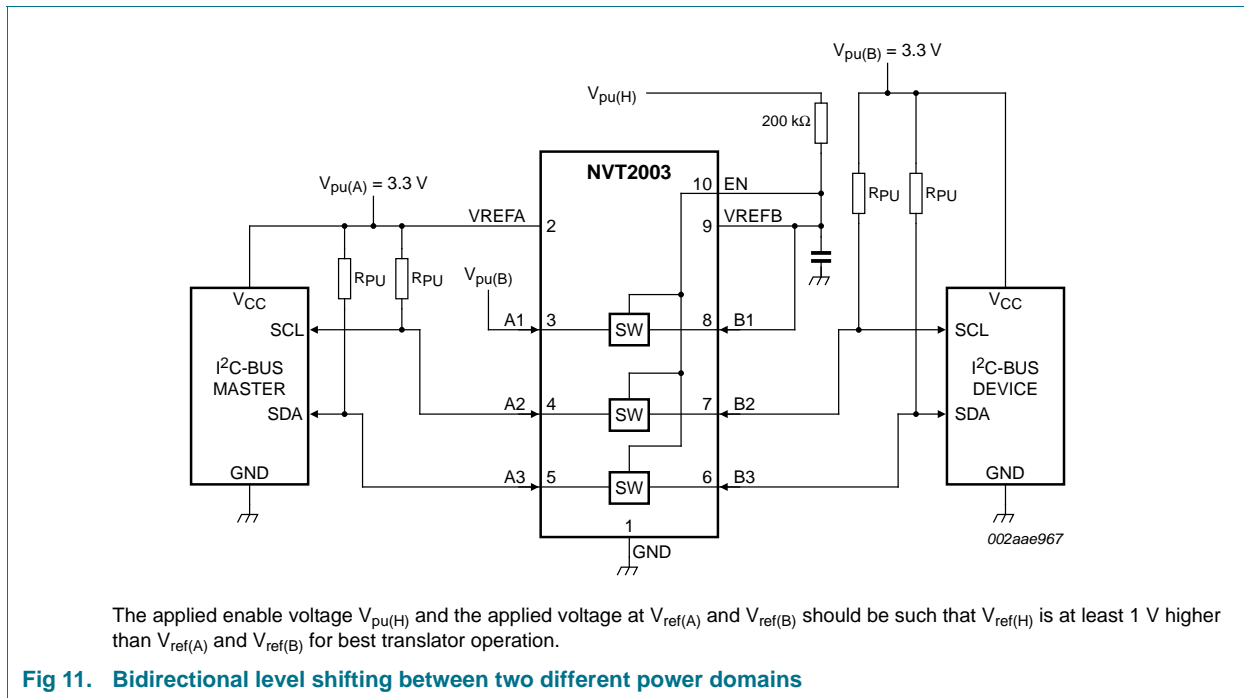 Vpu(B) = 3.3 V
Vpu(H)
200 kΩ
NVT2003
Vpu(A) = 3.3 V
10 EN
RPU
RPU
VREFA
2
9
VREFB
RPU
RPU
Vpu(B)
VCC
VCC
A1
3
SW
8
B1
SCL
SCL
I2C-BUS
MASTER
I2C-BUS
DEVICE
A2
4
SW
7
B2
SDA
SDA
A3
5
SW
6
B3
GND
GND
1
GND
002aae967
The applied enable voltage Vpu(H) and the applied voltage at Vref(A) and Vref(B) should be such that Vref(H) is at least 1 V higher
than Vref(A) and Vref(B) for best translator operation.
Fig 11. Bidirectional level shifting between two different power domains